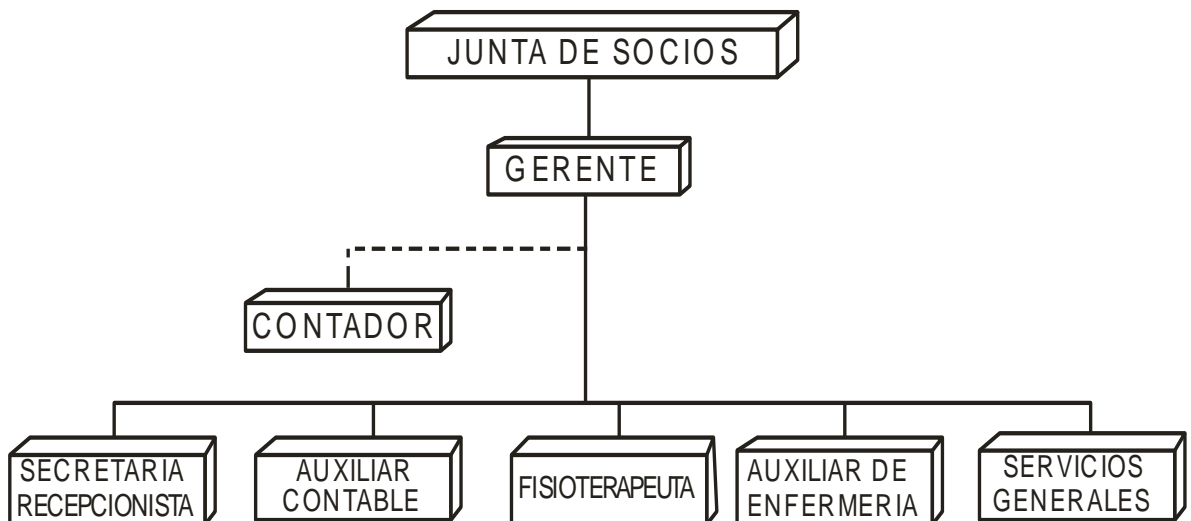 JUNTA DE SOCIOS
GERENTE
CONTADOR
SECRETARIA
RECEPCIONISTA
AUXILIAR
CONTABLE
FISIOTERAPEUTA
AUXILIAR DE
ENFERMERIA
SERVICIOS
GENERALES